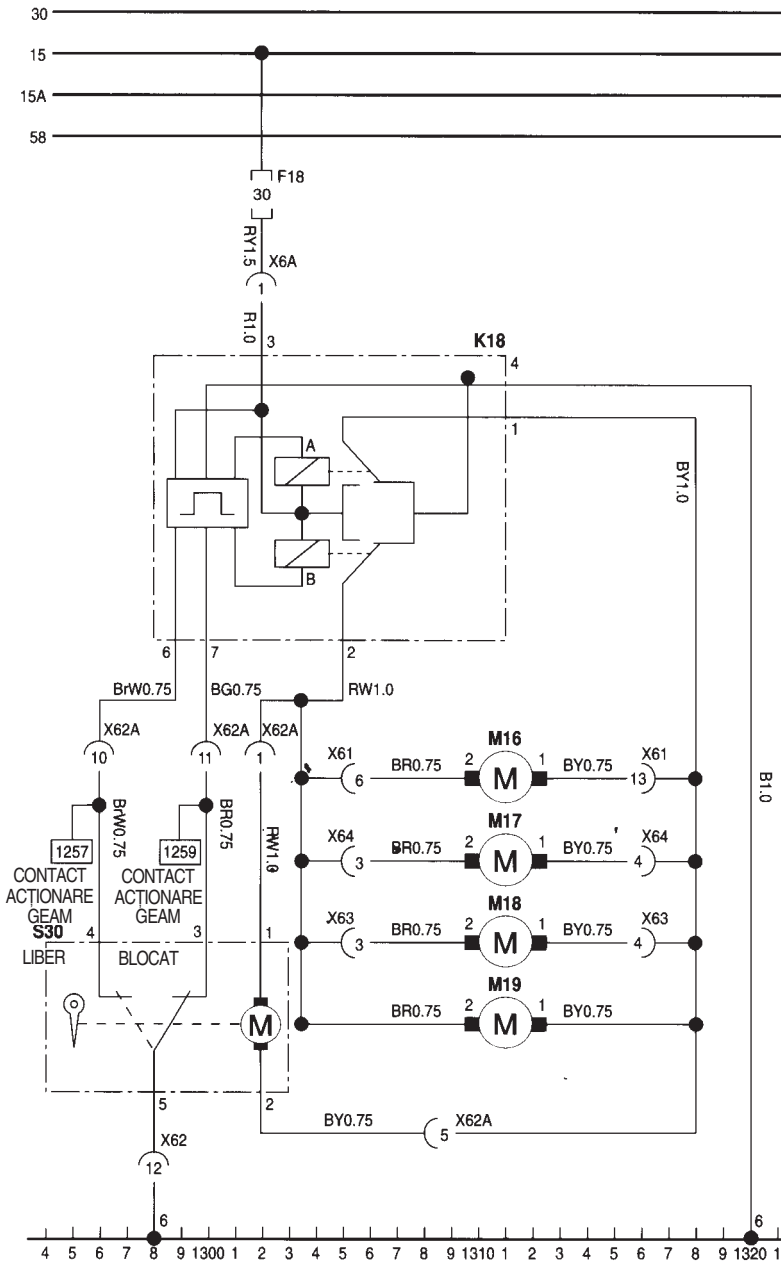 30
15
15A
58
F18
30
RY1.5
X6A
1
R1.0
3
K18
4
1
A
B
BY1.0
6 7 2
BrW0.75 BG0.75 RW1.0
X62A X62A X62A
10 11 1
BrW0.75 BR0.75 RW1.0
1257 1259
CONTACT ACȚIONARE GEAM
CONTACT ACȚIONARE GEAM
M16
X61 6 BR0.75 2 M 1 BY0.75 13 X61
B1.0
M17
X64 3 BR0.75 2 M 1 BY0.75 4 X64
M18
X63 3 BR0.75 2 M 1 BY0.75 4 X63
M19
BR0.75 2 M 1 BY0.75
S30 4 3 1
LIBER BLOCAT
M
5 2
BY0.75 5 X62A
X62
12
6 6
4 5 6 7 8 9 1300 1 2 3 4 5 6 7 8 9 1310 1 2 3 4 5 6 7 8 9 1320 1